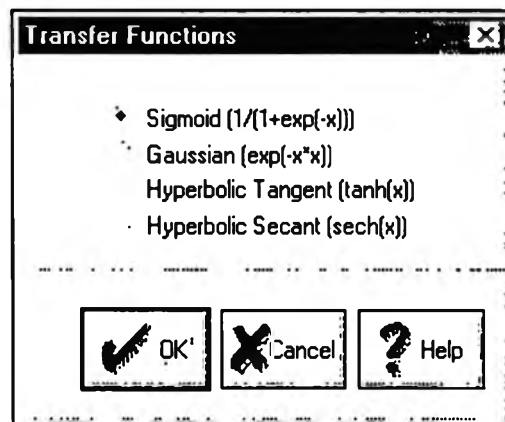 Transfer Functions
Sigmoid (1/(1+exp(-x)))
Gaussian (exp(-x*x))
Hyperbolic Tangent (tanh(x))
Hyperbolic Secant (sech(x))
OK Cancel Help